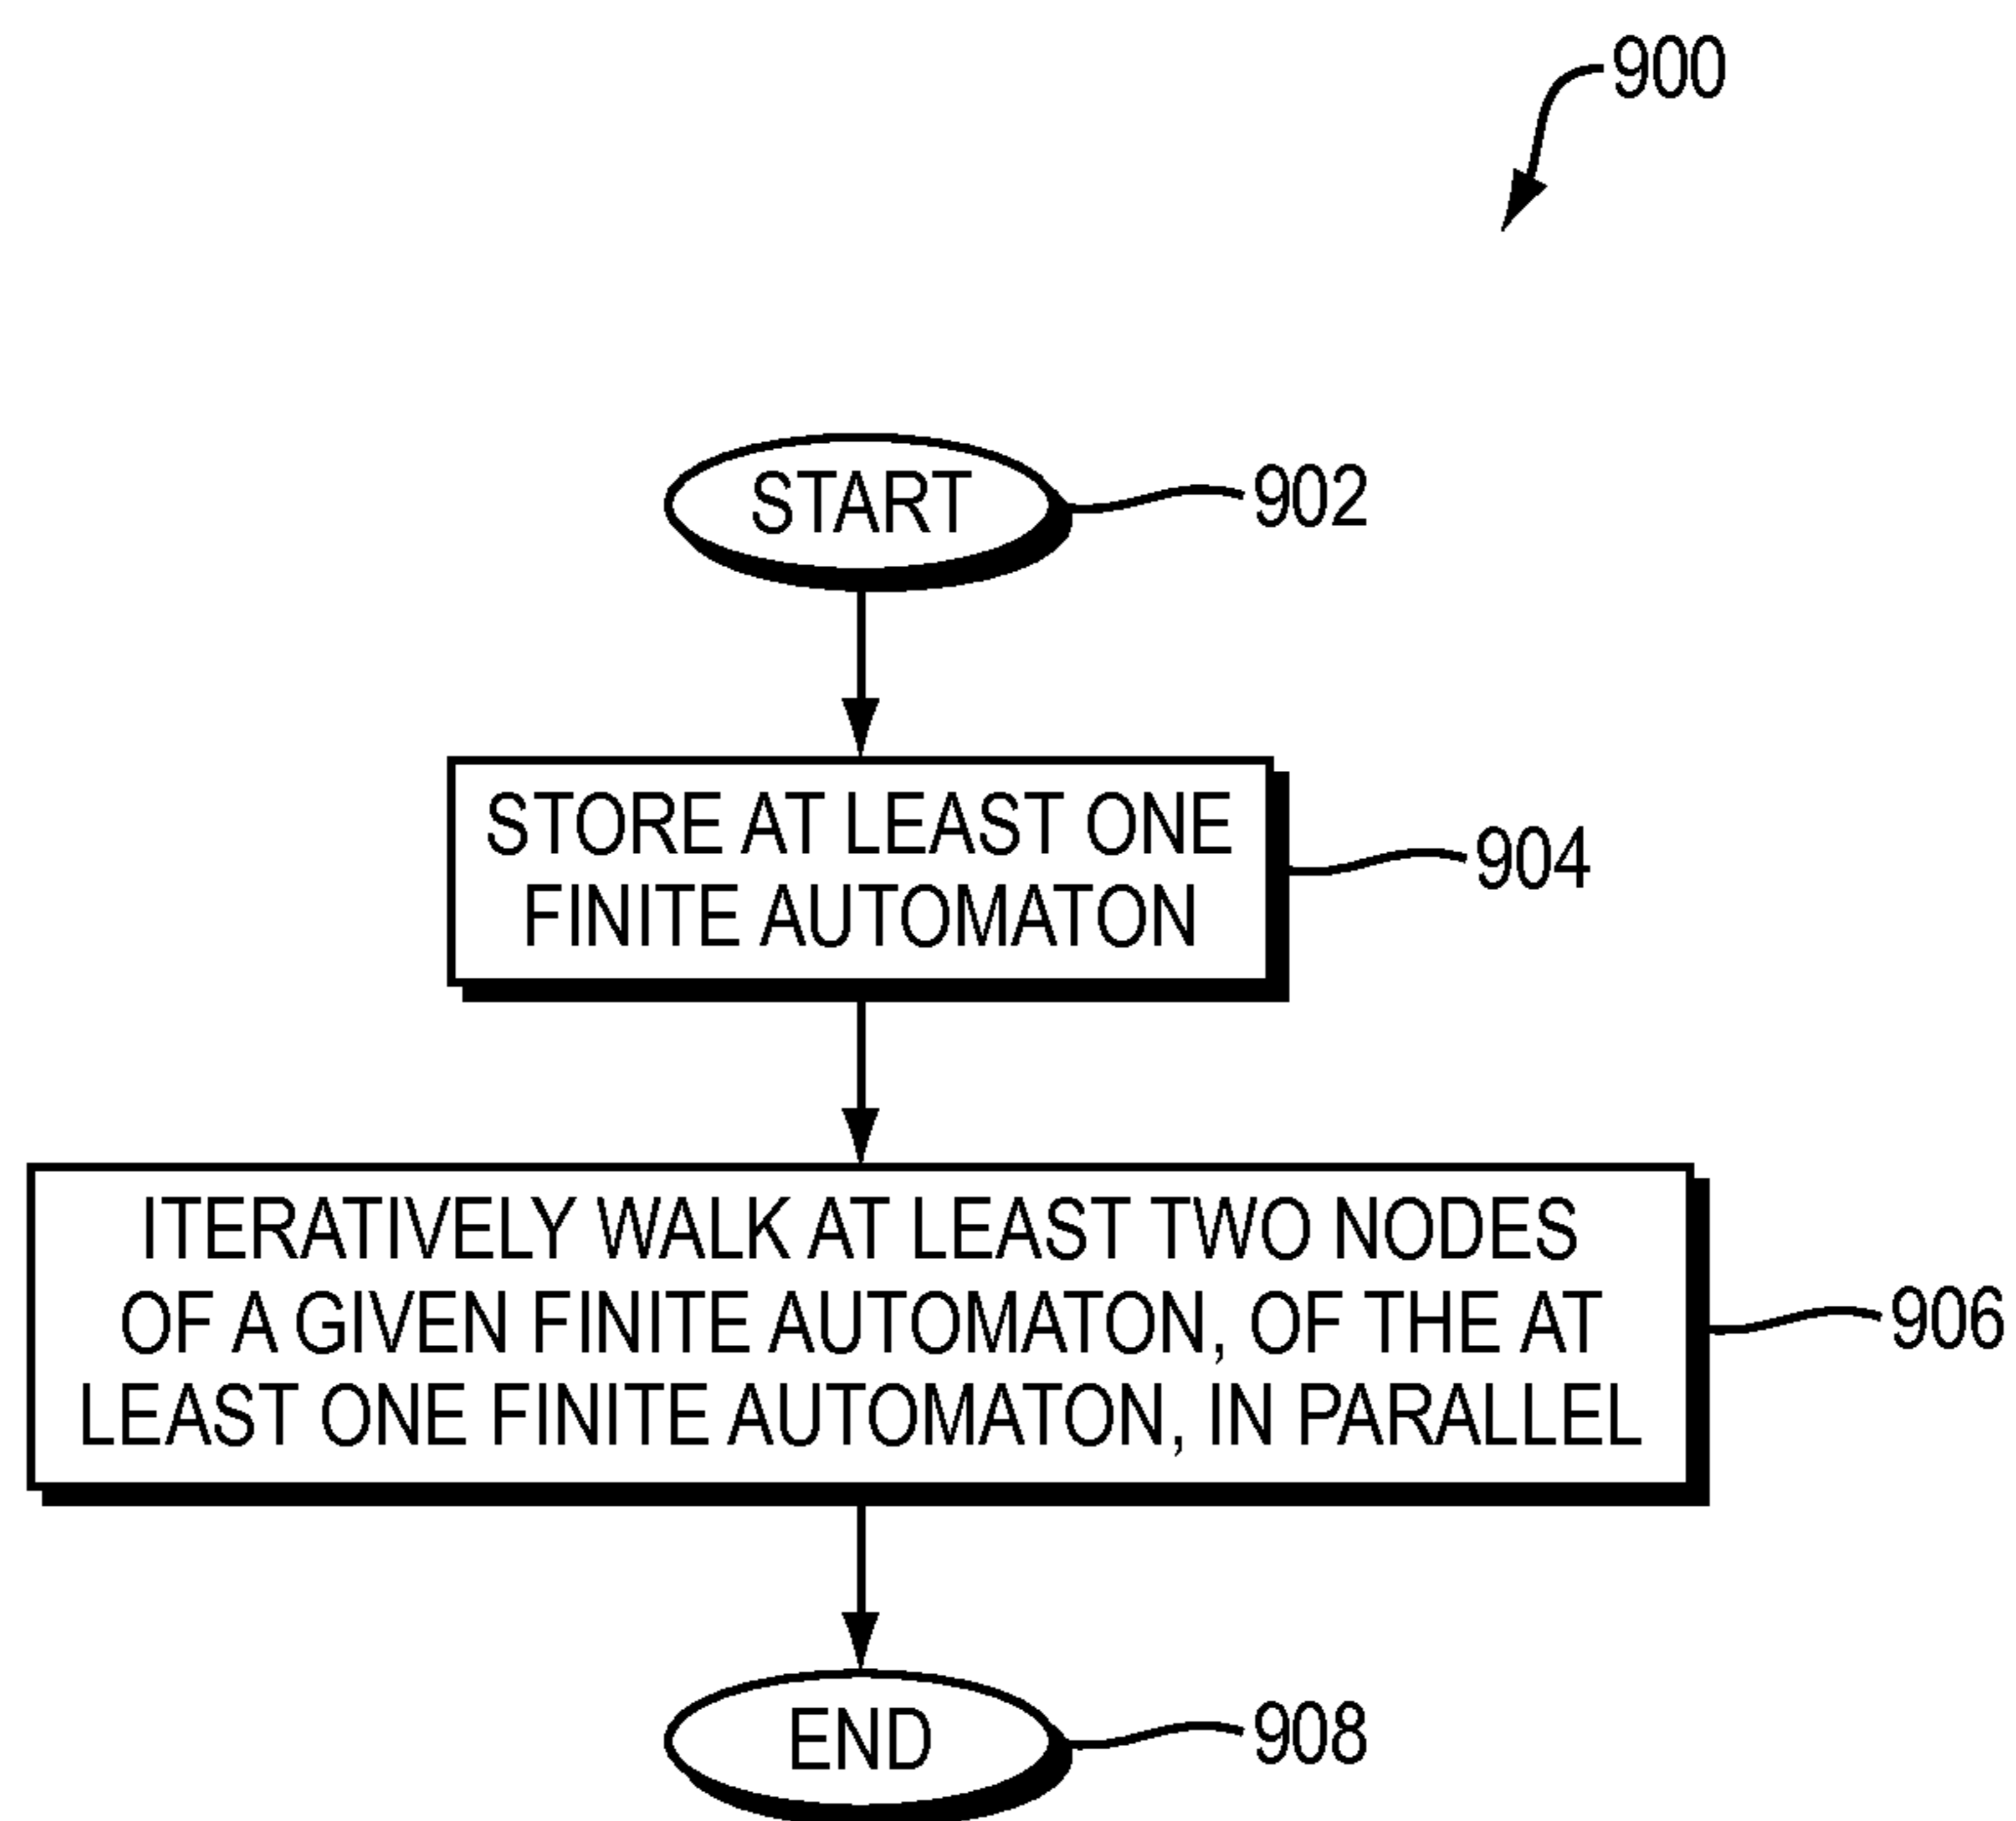 900
START
902
STORE AT LEAST ONE
FINITE AUTOMATON
904
ITERATIVELY WALK AT LEAST TWO NODES
OF A GIVEN FINITE AUTOMATON, OF THE AT
LEAST ONE FINITE AUTOMATON, IN PARALLEL
906
END
908